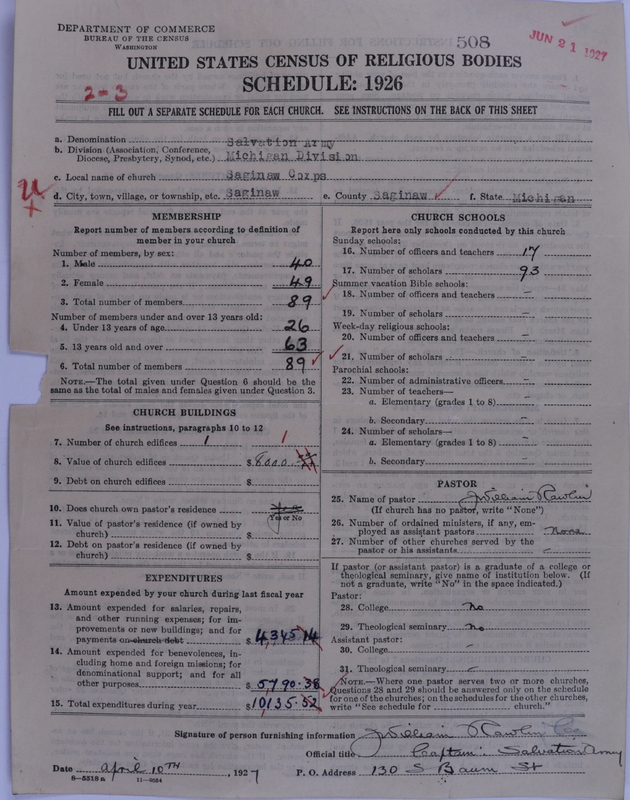 DEPARTMENT OF COMMERCE
BUREAU OF THE CENSUS
WASHINGTON
508
JUN 21 1927
UNITED STATES CENSUS OF RELIGIOUS BODIES
SCHEDULE: 1926
2-3
FILL OUT A SEPARATE SCHEDULE FOR EACH CHURCH. SEE INSTRUCTIONS ON THE BACK OF THIS SHEET
a. Denomination Salvation Army
b. Division (Association, Conference, Diocese, Presbytery, Synod, etc.) Michigan Division
c. Local name of church Saginaw Corps
d. City, town, village, or township, etc. Saginaw e. County Saginaw f. State Michigan
MEMBERSHIP
Report number of members according to definition of
member in your church
Number of members, by sex:
1. Male 40
2. Female 49
3. Total number of members 89
Number of members under and over 13 years old:
4. Under 13 years of age 26
5. 13 years old and over 63
6. Total number of members 89
NOTE.—The total given under Question 6 should be
same as the total of males and females given under Question 3.
CHURCH BUILDINGS
See instructions, paragraphs 10 to 12
7. Number of church edifices 1 1
8. Value of church edifices $ 8000
9. Debt on church edifices $
10. Does church own pastor's residence
Yes or No
11. Value of pastor's residence (if owned by
church) $
12. Debt on pastor's residence (if owned by
church) $
EXPENDITURES
Amount expended by your church during last fiscal year
13. Amount expended for salaries, repairs,
and other running expenses; for im-
provements or new buildings; and for
payments on church debt $ 4345.14
14. Amount expended for benevolences, in-
cluding home and foreign missions; for
denominational support; and for all
other purposes $ 5790.38
15. Total expenditures during year $ 10135.52
CHURCH SCHOOLS
Report here only schools conducted by this church
Sunday schools:
16. Number of officers and teachers 17
17. Number of scholars 93
Summer vacation Bible schools:
18. Number of officers and teachers —
19. Number of scholars —
Week-day religious schools:
20. Number of officers and teachers —
21. Number of scholars —
Parochial schools:
22. Number of administrative officers —
23. Number of teachers—
a. Elementary (grades 1 to 8) —
b. Secondary —
24. Number of scholars—
a. Elementary (grades 1 to 8) —
b. Secondary —
PASTOR
25. Name of pastor J William Rawlin
(If church has no pastor, write "None")
26. Number of ordained ministers, if any, em-
ployed as assistant pastors None
27. Number of other churches served by the
pastor or his assistants —
If pastor (or assistant pastor) is a graduate of a college or
theological seminary, give name of institution below. (If
not a graduate, write "No" in the space indicated.)
Pastor:
28. College No
29. Theological seminary No
Assistant pastor:
30. College —
31. Theological seminary —
NOTE.—Where one pastor serves two or more churches,
Questions 28 and 29 should be answered only on the schedule
for one of the churches; on the schedules for the other churches,
write "See schedule for church."
Signature of person furnishing information J William Rawlin
Official title Captain: Salvation Army
Date April 10TH, 1927 P. O. Address 130 S Baum St
8-5518 a